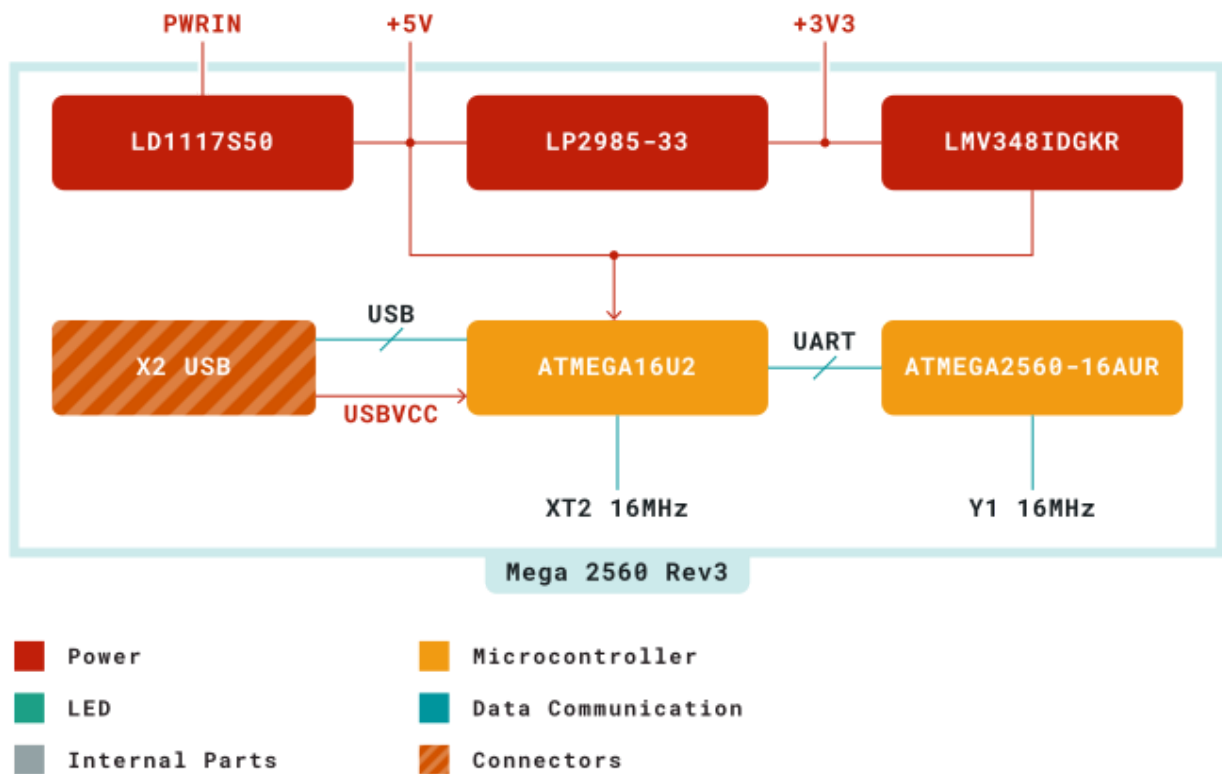 PWRIN
+5V
+3V3
LD1117S50
LP2985-33
LMV348IDGKR
USB
UART
X2 USB
ATMEGA16U2
ATMEGA2560-16AUR
USBVCC
XT2 16MHz
Y1 16MHz
Mega 2560 Rev3
Power
Microcontroller
LED
Data Communication
Internal Parts
Connectors